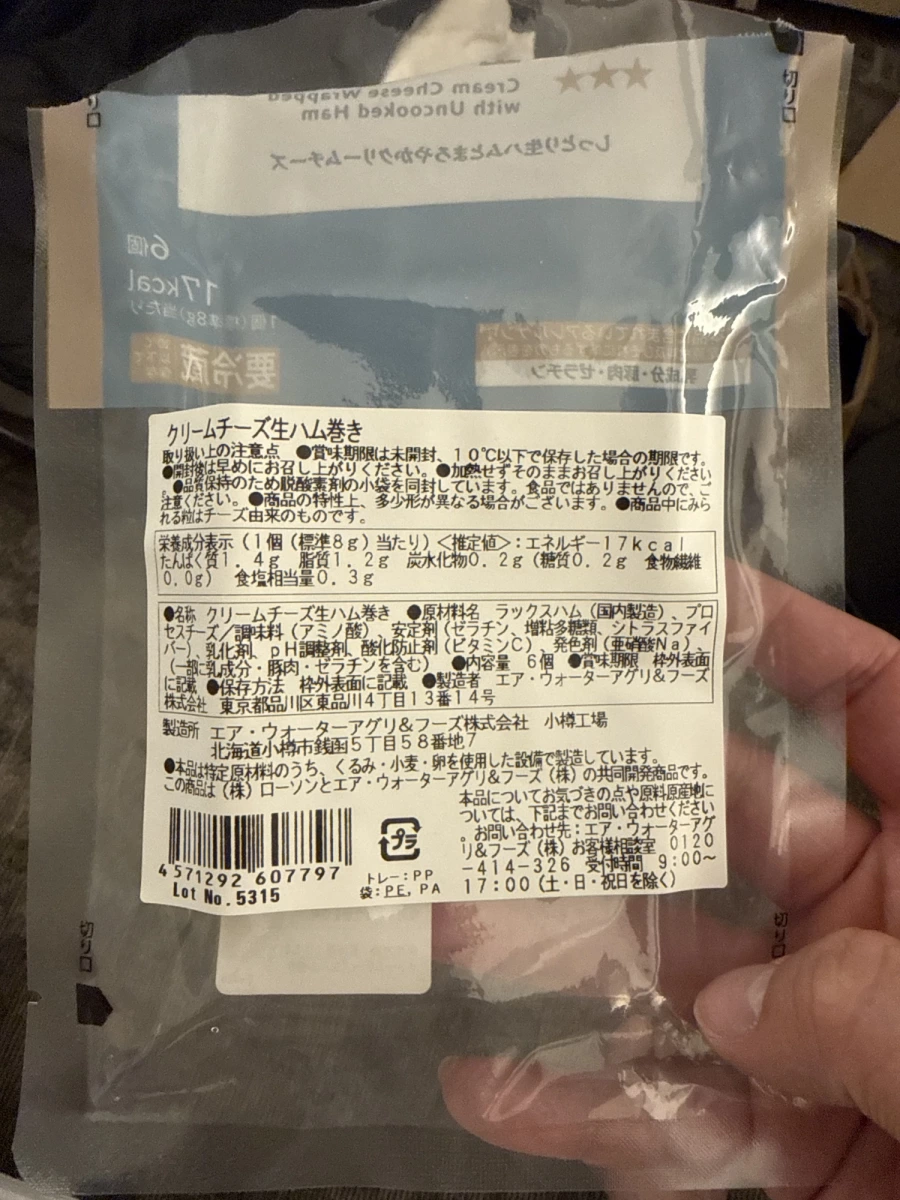 切り口
切り口
Cream Cheese Wrapped
with Uncooked Ham
しっとり生ハムとまろやかクリームチーズ
6個
17kcal
1個(標準8g)当たり
要冷蔵
乳成分・豚肉・ゼラチン
クリームチーズ生ハム巻き
取り扱い上の注意点 ●賞味期限は未開封、10℃以下で保存した場合の期限です。
●開封後は早めにお召し上がりください。●加熱せずそのままお召し上がりください
。●品質保持のため脱酸素剤の小袋を同封しています。食品ではありませんので、ご
注意ください。●商品の特性上、多少形が異なる場合がございます。●商品中にみら
れる粒はチーズ由来のものです。
栄養成分表示(1個(標準8g)当たり)<推定値>:エネルギー17kcal
たんぱく質1.4g 脂質1.2g 炭水化物0.2g(糖質0.2g 食物繊維
0.0g) 食塩相当量0.3g
●名称 クリームチーズ生ハム巻き ●原材料名 ラックスハム(国内製造)、プロ
セスチーズ/調味料(アミノ酸)、安定剤(ゼラチン、増粘多糖類、シトラスファイ
バー)、乳化剤、pH調整剤、酸化防止剤(ビタミンC)、発色剤(亜硝酸Na)、
(一部に乳成分・豚肉・ゼラチンを含む) ●内容量 6個 ●賞味期限 枠外表面
に記載 ●保存方法 枠外表面に記載 ●製造者 エア・ウォーターアグリ&フーズ
株式会社 東京都品川区東品川4丁目13番14号
製造所 エア・ウォーターアグリ&フーズ株式会社 小樽工場
北海道小樽市銭函5丁目58番地7
●本品は特定原材料のうち、くるみ・小麦・卵を使用した設備で製造しています。
この商品は(株)ローソンとエア・ウォーターアグリ&フーズ(株)の共同開発商品です。
本品についてお気づきの点や原料原産地に
ついては、下記までお問い合わせください
。お問い合わせ先:エア・ウォーターアグ
リ&フーズ(株)お客様相談室 0120
-414-326 受付時間 9:00~
17:00(土・日・祝日を除く)
プラ
トレー:PP
袋:PE, PA
4571292 607797
Lot No.5315
切り口
切り口